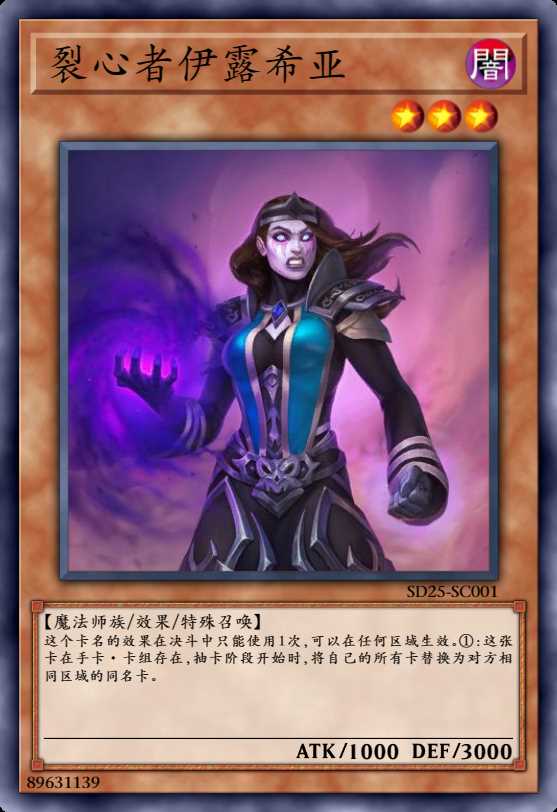 裂心者伊露希亚
闇
SD25-SC001
【魔法师族/效果/特殊召唤】
这个卡名的效果在决斗中只能使用1次,可以在任何区域生效。①:这张
卡在手卡·卡组存在,抽卡阶段开始时,将自己的所有卡替换为对方相
同区域的同名卡。
ATK/1000 DEF/3000
89631139